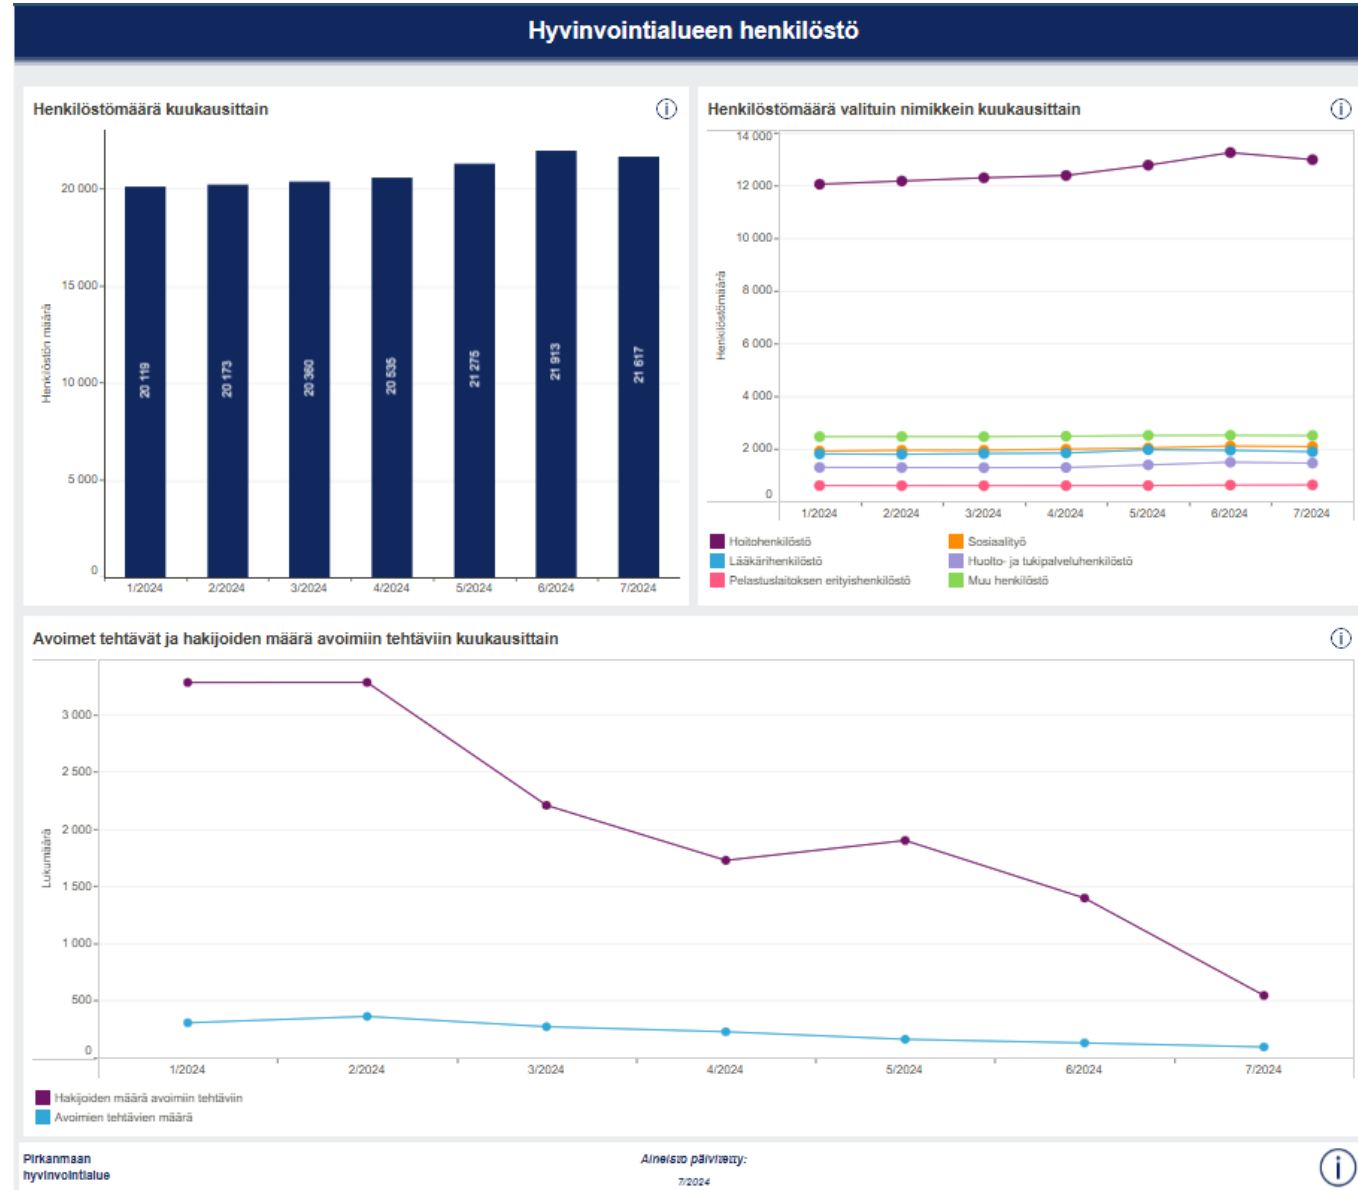 Hyvinvointialueen henkilöstö
Henkilöstömäärä kuukausittain
Henkilöstön määrä
20 000
15 000
10 000
5 000
0
20 119
20 173
20 360
20 535
21 275
21 913
21 617
1/2024
2/2024
3/2024
4/2024
5/2024
6/2024
7/2024
Henkilöstömäärä valituin nimikkein kuukausittain
Henkilöstömäärä
14 000
12 000
10 000
8 000
6 000
4 000
2 000
0
1/2024
2/2024
3/2024
4/2024
5/2024
6/2024
7/2024
Hoitohenkilöstö
Sosiaalityö
Lääkärihenkilöstö
Huolto- ja tukipalveluhenkilöstö
Pelastuslaitoksen erityishenkilöstö
Muu henkilöstö
Avoimet tehtävät ja hakijoiden määrä avoimiin tehtäviin kuukausittain
Lukumäärä
3 000
2 500
2 000
1 500
1 000
500
0
1/2024
2/2024
3/2024
4/2024
5/2024
6/2024
7/2024
Hakijoiden määrä avoimiin tehtäviin
Avoimien tehtävien määrä
Pirkanmaan
hyvinvointialue
Aineisto päivitetty:
7/2024